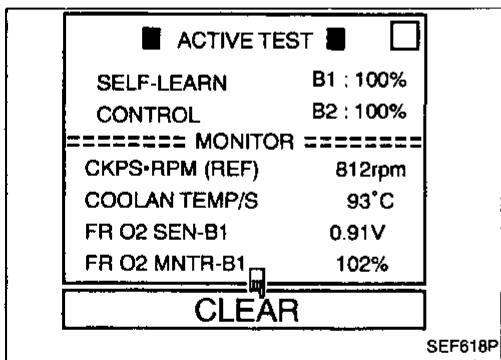 ACTIVE TEST
SELF-LEARN B1 : 100%
CONTROL B2 : 100%
======== MONITOR ========
CKPS•RPM (REF) 812rpm
COOLAN TEMP/S 93°C
FR O2 SEN-B1 0.91V
FR O2 MNTR-B1 102%
CLEAR
SEF618P